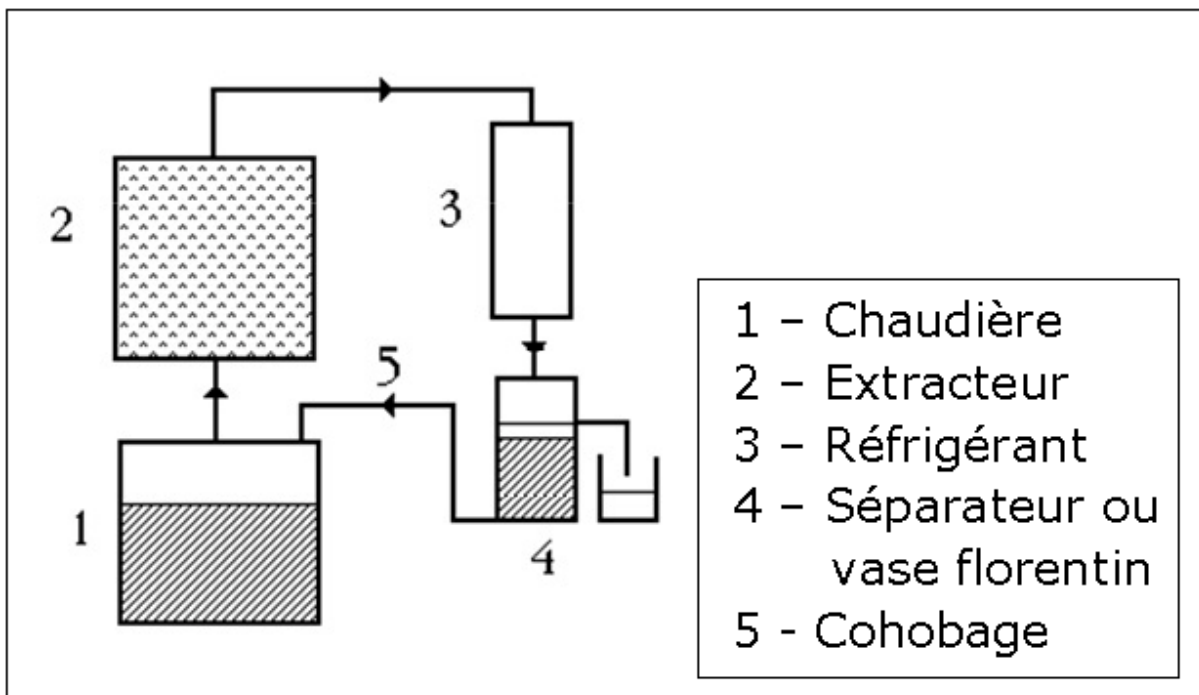 2
3
5
1
4
1 – Chaudière
2 – Extracteur
3 – Réfrigérant
4 – Séparateur ou
vase florentin
5 - Cohobage